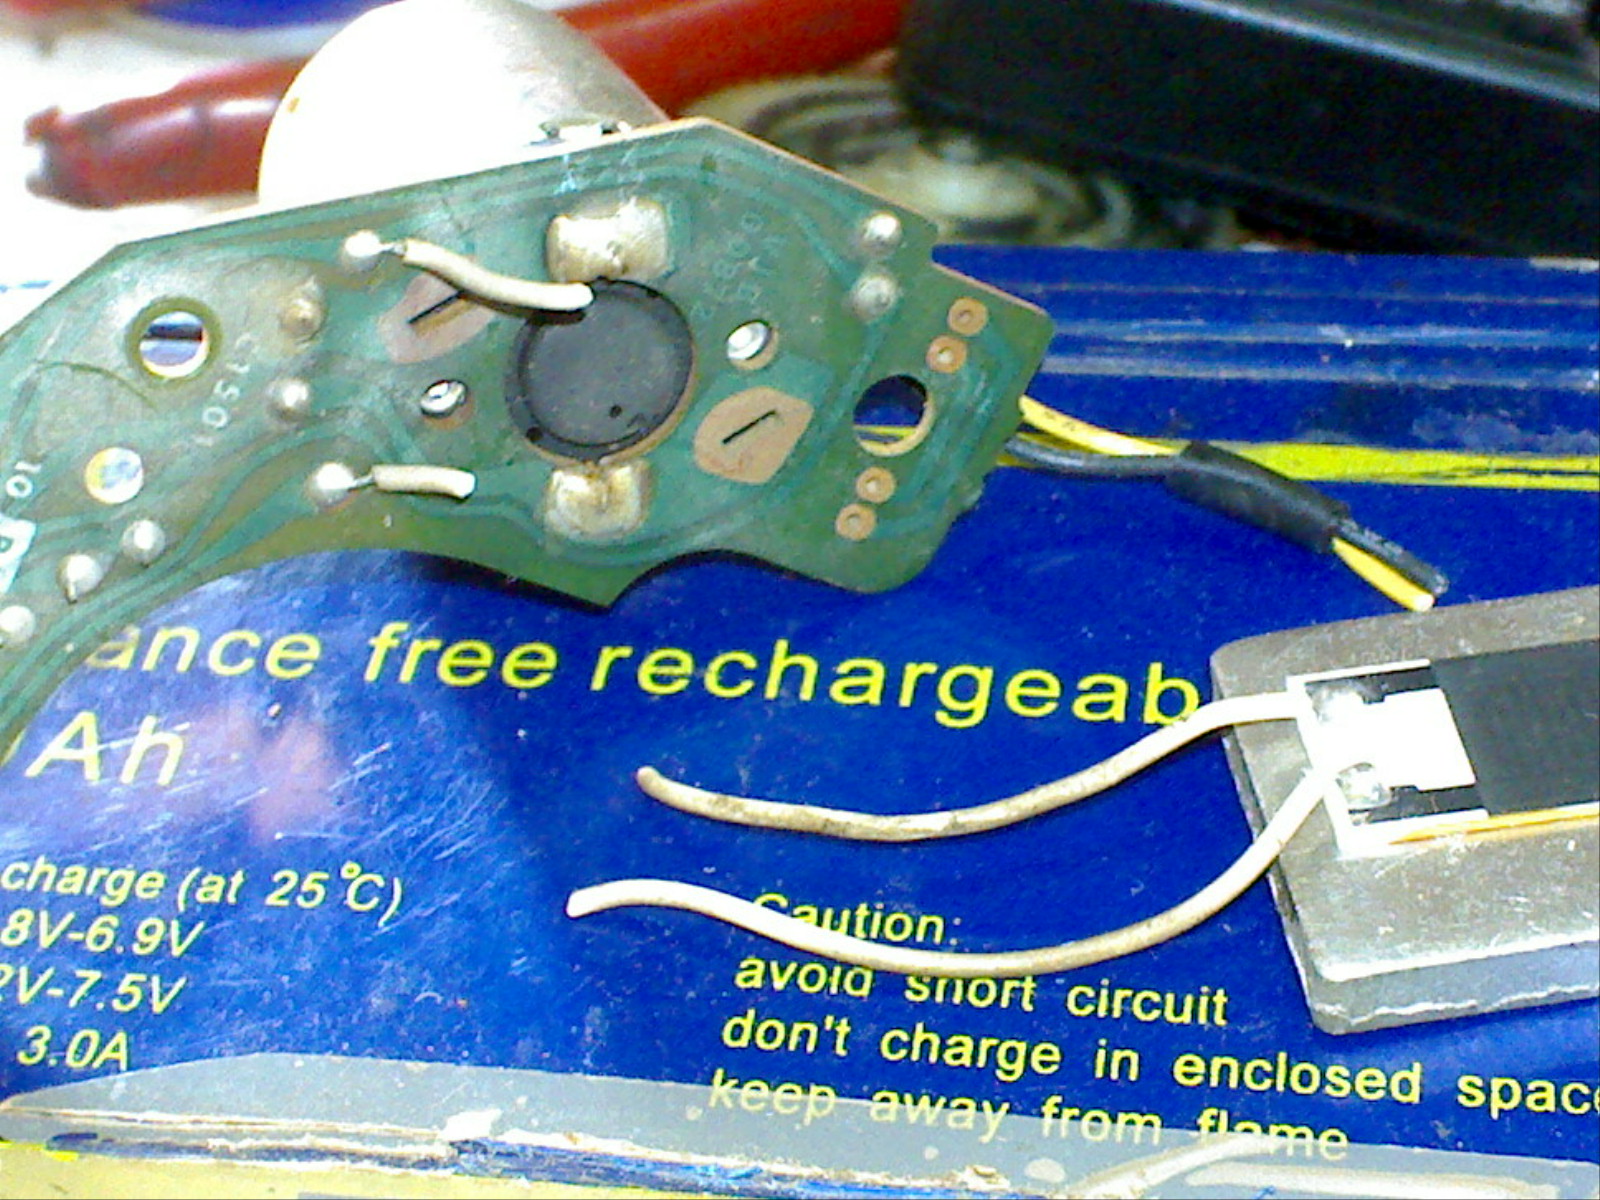 ance free rechargeab
Ah
charge (at 25°C)
8V-6.9V
2V-7.5V
3.0A
Caution:
avoid short circuit
don't charge in enclosed space
keep away from flame